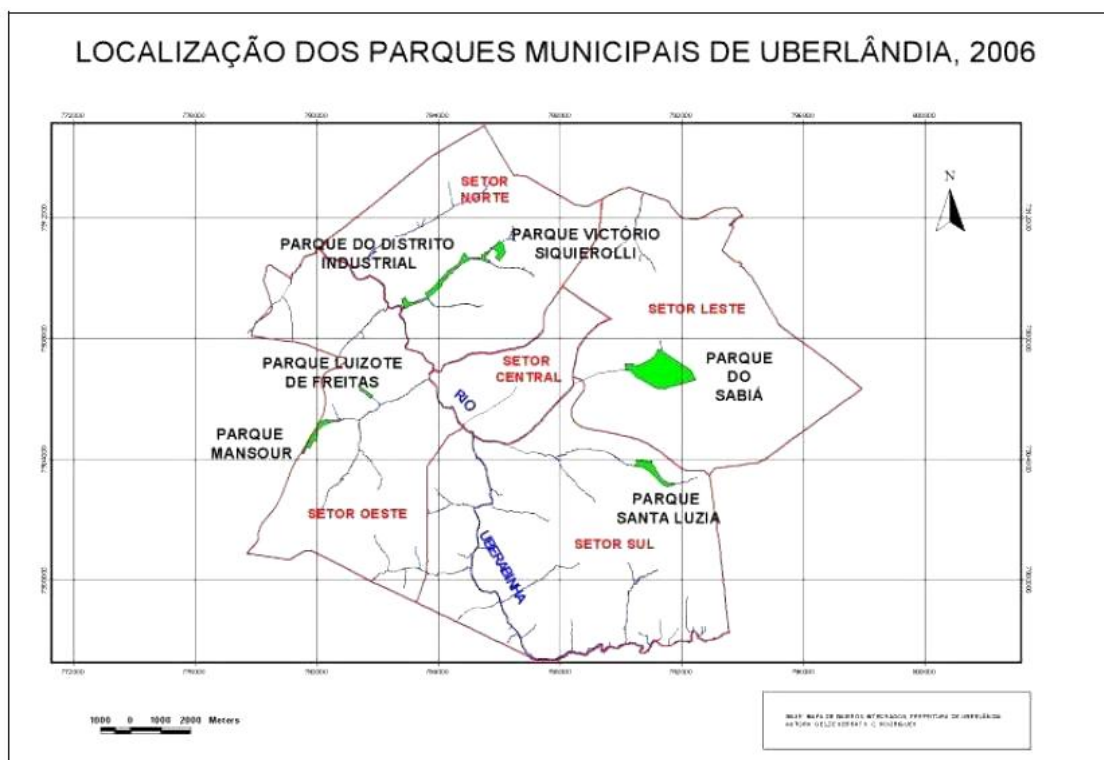 LOCALIZAÇÃO DOS PARQUES MUNICIPAIS DE UBERLÂNDIA, 2006
N
SETOR
NORTE
PARQUE DO DISTRITO
INDUSTRIAL
PARQUE VICTÓRIO
SIQUIEROLLI
SETOR LESTE
PARQUE LUIZOTE
DE FREITAS
SETOR
CENTRAL
PARQUE
DO
SABIÁ
RIO
PARQUE
MANSOUR
PARQUE
SANTA LUZIA
SETOR OESTE
SETOR SUL
UBERABINHA
1000 0 1000 2000 Meters